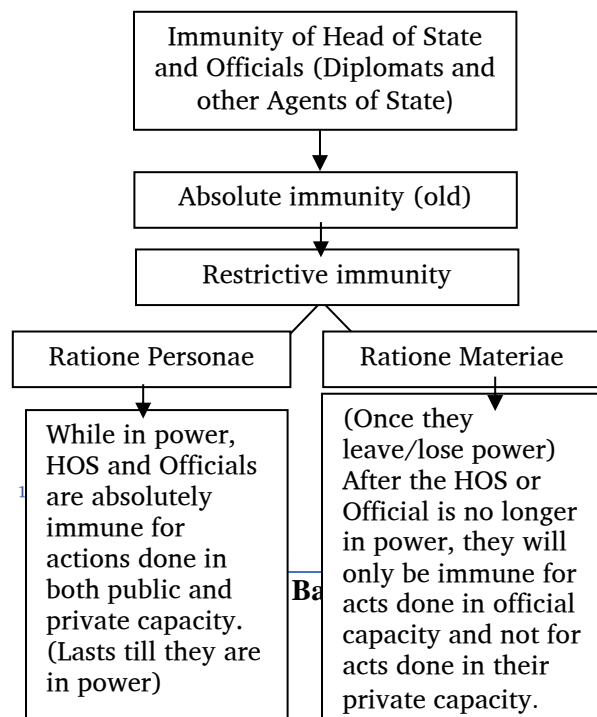 Immunity of Head of State
and Officials (Diplomats and
other Agents of State)
Absolute immunity (old)
Restrictive immunity
Ratione Personae
Ratione Materiae
While in power,
HOS and Officials
are absolutely
immune for
actions done in
both public and
private capacity.
(Lasts till they are
in power)
(Once they
leave/lose power)
After the HOS or
Official is no longer
in power, they will
only be immune for
acts done in official
capacity and not for
acts done in their
private capacity.
1